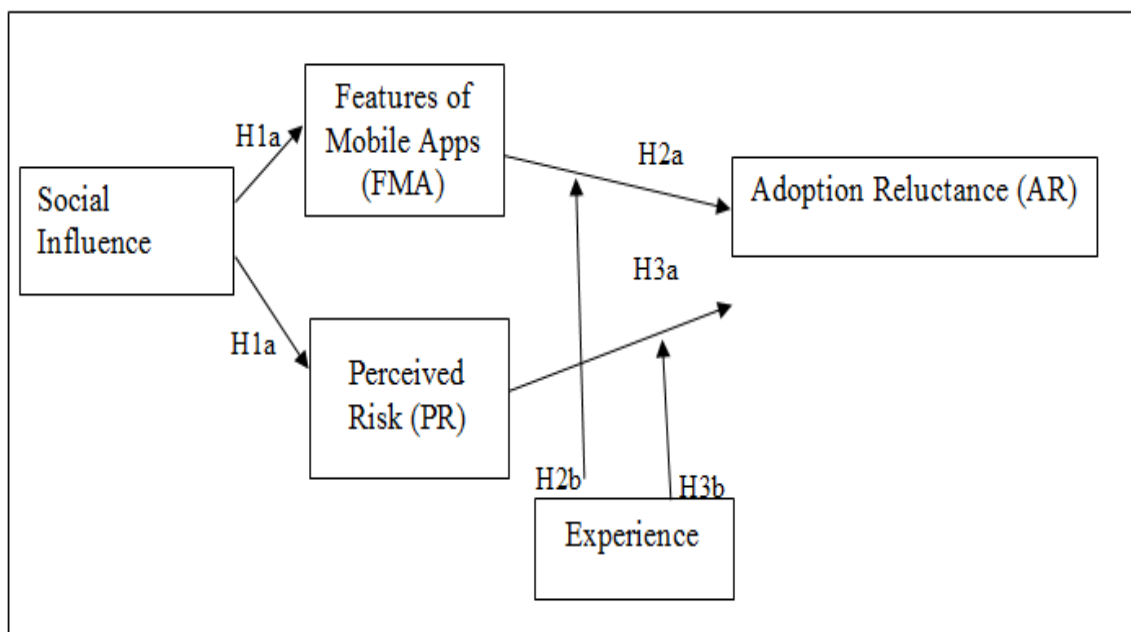 Features of
Mobile Apps
(FMA)
H1a
H2a
Social
Influence
Adoption Reluctance (AR)
H3a
H1a
Perceived
Risk (PR)
H2b
H3b
Experience